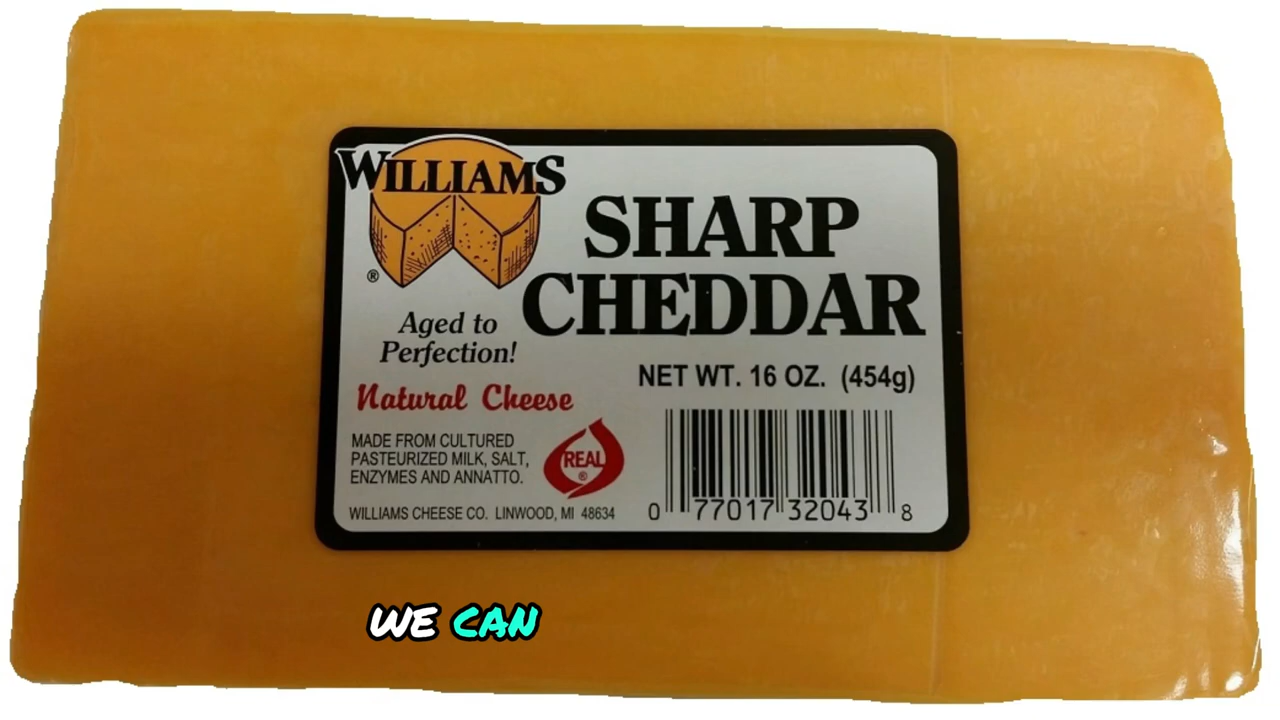 WILLIAMS
®
SHARP
CHEDDAR
Aged to
Perfection!
Natural Cheese
NET WT. 16 OZ. (454g)
MADE FROM CULTURED
PASTEURIZED MILK, SALT,
ENZYMES AND ANNATTO.
REAL
®
WILLIAMS CHEESE CO. LINWOOD, MI 48634
0 77017 32043 8
WE CAN